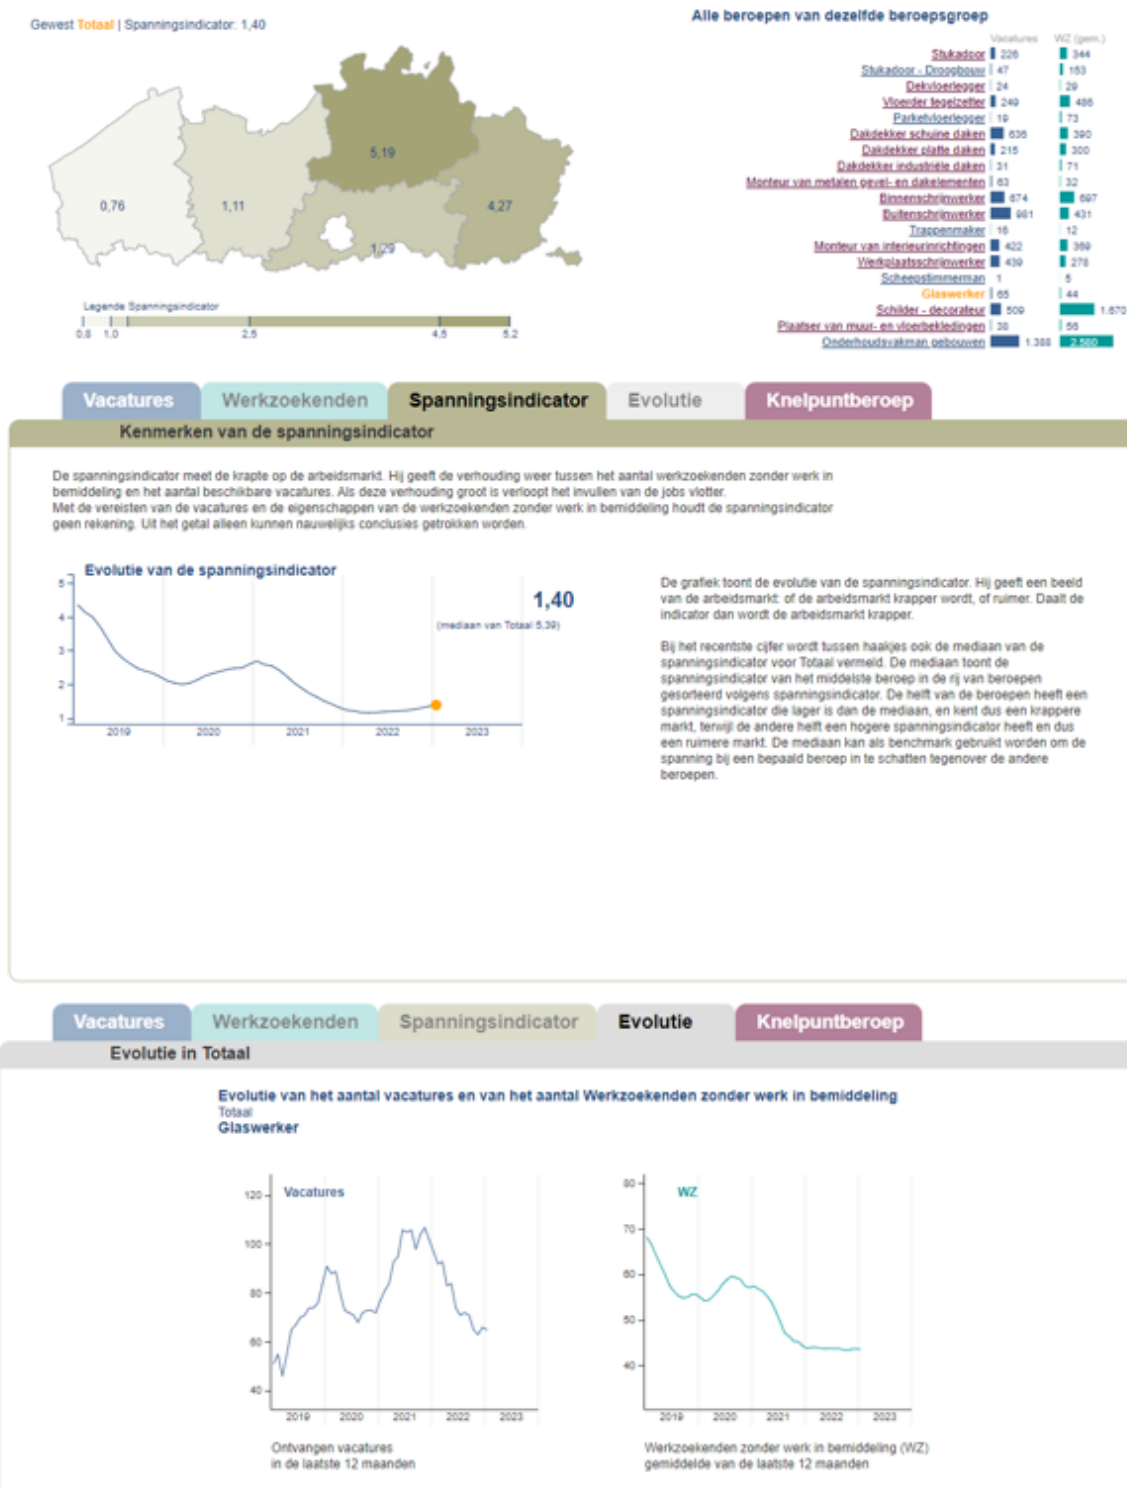 Gewest Totaal | Spanningsindicator: 1,40
5,19
0,76
1,11
4,27
1,29
Legende Spanningsindicator
0,8 1,0 2,5 4,5 5,2
Alle beroepen van dezelfde beroepsgroep
Vacatures WZ (gem.)
Stukadoor 226 344
Stukadoor - Droogbouw 47 153
Dekvloerlegger 24 29
Vloerder tegelzetter 249 486
Parketvloerlegger 19 73
Dakdekker schuine daken 636 390
Dakdekker platte daken 215 300
Dakdekker industriële daken 31 71
Monteur van metalen gevel- en dakelementen 63 32
Binnenschrijnwerker 674 697
Buitenschrijnwerker 981 431
Trappenmaker 16 12
Monteur van interieurinrichtingen 422 369
Werkplaatsschrijnwerker 439 278
Scheepstimmerman 1 5
Glaswerker 65 44
Schilder - decorateur 509 1.670
Plaatser van muur- en vloerbekledingen 38 56
Onderhoudsvakman gebouwen 1.388 2.580
Vacatures Werkzoekenden Spanningsindicator Evolutie Knelpuntberoep
Kenmerken van de spanningsindicator
De spanningsindicator meet de krapte op de arbeidsmarkt. Hij geeft de verhouding weer tussen het aantal werkzoekenden zonder werk in
bemiddeling en het aantal beschikbare vacatures. Als deze verhouding groot is verloopt het invullen van de jobs vlotter.
Met de vereisten van de vacatures en de eigenschappen van de werkzoekenden zonder werk in bemiddeling houdt de spanningsindicator
geen rekening. Uit het getal alleen kunnen nauwelijks conclusies getrokken worden.
Evolutie van de spanningsindicator
5
4
3
2
1
2019 2020 2021 2022 2023
1,40
(mediaan van Totaal 5,39)
De grafiek toont de evolutie van de spanningsindicator. Hij geeft een beeld
van de arbeidsmarkt: of de arbeidsmarkt krapper wordt, of ruimer. Daalt de
indicator dan wordt de arbeidsmarkt krapper.
Bij het recentste cijfer wordt tussen haakjes ook de mediaan van de
spanningsindicator voor Totaal vermeld. De mediaan toont de
spanningsindicator van het middelste beroep in de rij van beroepen
gesorteerd volgens spanningsindicator. De helft van de beroepen heeft een
spanningsindicator die lager is dan de mediaan, en kent dus een krappere
markt, terwijl de andere helft een hogere spanningsindicator heeft en dus
een ruimere markt. De mediaan kan als benchmark gebruikt worden om de
spanning bij een bepaald beroep in te schatten tegenover de andere
beroepen.
Vacatures Werkzoekenden Spanningsindicator Evolutie Knelpuntberoep
Evolutie in Totaal
Evolutie van het aantal vacatures en van het aantal Werkzoekenden zonder werk in bemiddeling
Totaal
Glaswerker
Vacatures
120
100
80
60
40
2019 2020 2021 2022 2023
Ontvangen vacatures
in de laatste 12 maanden
WZ
80
70
60
50
40
2019 2020 2021 2022 2023
Werkzoekenden zonder werk in bemiddeling (WZ)
gemiddelde van de laatste 12 maanden